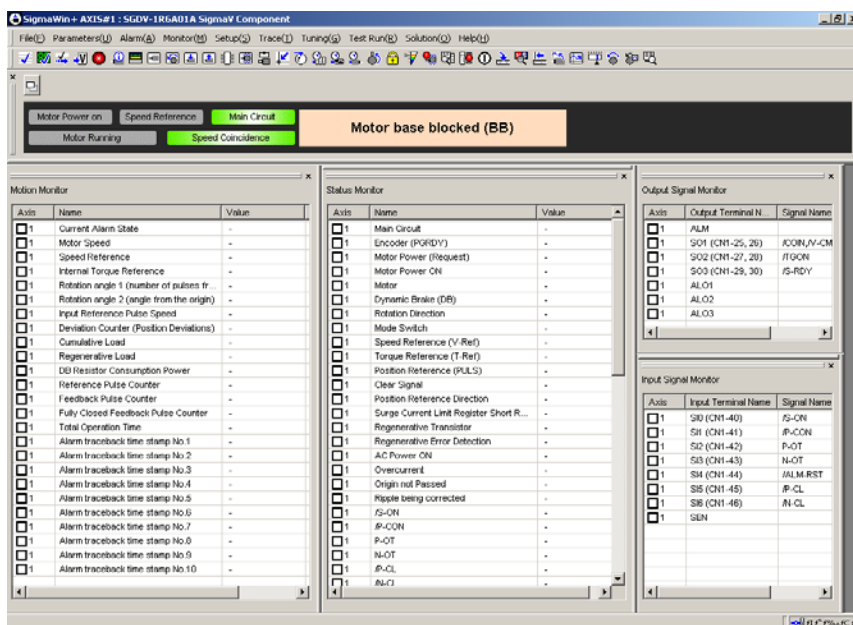 SigmaWin+ AXIS#1 : SGDV-1R6A01A SigmaV Component
File(F) Parameters(U) Alarm(A) Monitor(M) Setup(S) Trace(T) Tuning(G) Test Run(R) Solution(O) Help(H)
Motor Power on Speed Reference Main Circuit
Motor Running Speed Coincidence
Motor base blocked (BB)
Motion Monitor
Axis Name Value
1 Current Alarm State -
1 Motor Speed -
1 Speed Reference -
1 Internal Torque Reference -
1 Rotation angle 1 (number of pulses fr... -
1 Rotation angle 2 (angle from the origin) -
1 Input Reference Pulse Speed -
1 Deviation Counter (Position Deviations) -
1 Cumulative Load -
1 Regenerative Load -
1 DB Resistor Consumption Power -
1 Reference Pulse Counter -
1 Feedback Pulse Counter -
1 Fully Closed Feedback Pulse Counter -
1 Total Operation Time -
1 Alarm traceback time stamp No.1 -
1 Alarm traceback time stamp No.2 -
1 Alarm traceback time stamp No.3 -
1 Alarm traceback time stamp No.4 -
1 Alarm traceback time stamp No.5 -
1 Alarm traceback time stamp No.6 -
1 Alarm traceback time stamp No.7 -
1 Alarm traceback time stamp No.8 -
1 Alarm traceback time stamp No.9 -
1 Alarm traceback time stamp No.10 -
Status Monitor
Axis Name Value
1 Main Circuit -
1 Encoder (PGRDY) -
1 Motor Power (Request) -
1 Motor Power ON -
1 Motor -
1 Dynamic Brake (DB) -
1 Rotation Direction -
1 Mode Switch -
1 Speed Reference (V-Ref) -
1 Torque Reference (T-Ref) -
1 Position Reference (PULS) -
1 Clear Signal -
1 Position Reference Direction -
1 Surge Current Limit Register Short R... -
1 Regenerative Transistor -
1 Regenerative Error Detection -
1 AC Power ON -
1 Overcurrent -
1 Origin not Passed -
1 Ripple being corrected -
1 /S-ON -
1 /P-CON -
1 P-OT -
1 N-OT -
1 /P-CL -
1 /N-CL -
Output Signal Monitor
Axis Output Terminal N... Signal Name
1 ALM
1 SO1 (CN1-25, 26) /COIN,/V-CM
1 SO2 (CN1-27, 28) /TGON
1 SO3 (CN1-29, 30) /S-RDY
1 ALO1
1 ALO2
1 ALO3
Input Signal Monitor
Axis Input Terminal Name Signal Name
1 SI0 (CN1-40) /S-ON
1 SI1 (CN1-41) /P-CON
1 SI2 (CN1-42) P-OT
1 SI3 (CN1-43) N-OT
1 SI4 (CN1-44) /ALM-RST
1 SI5 (CN1-45) /P-CL
1 SI6 (CN1-46) /N-CL
1 SEN